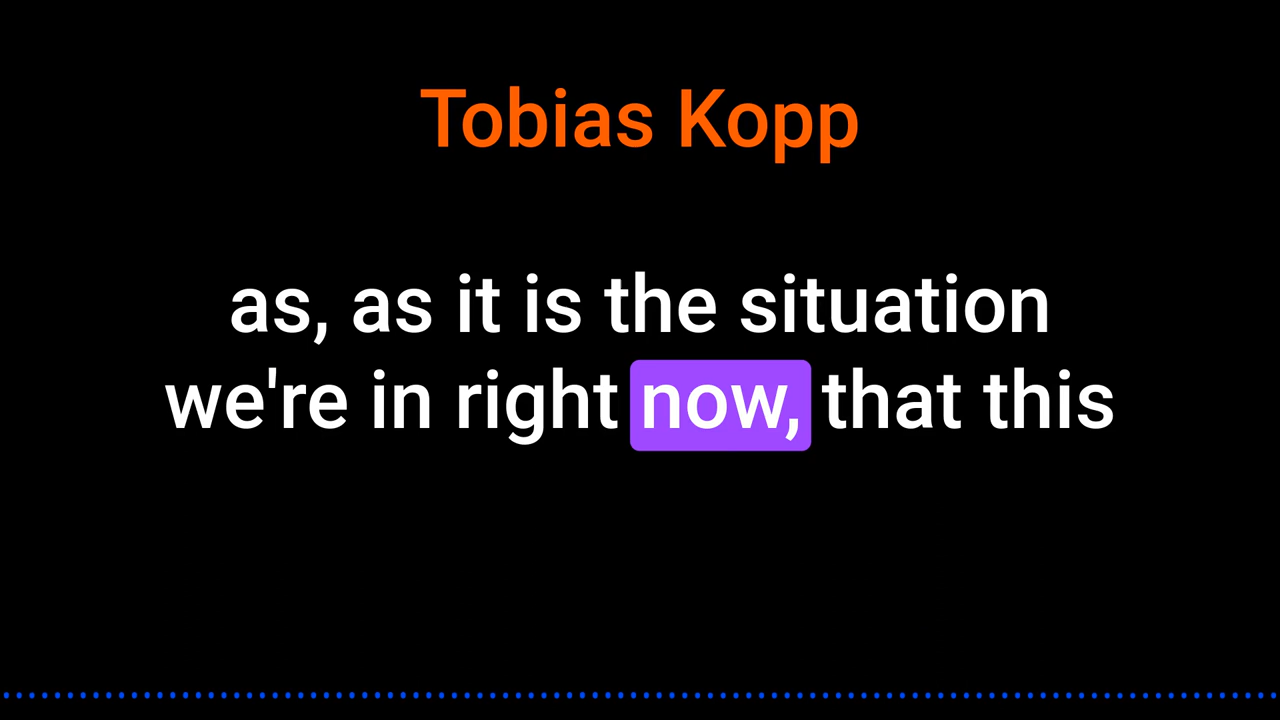 Tobias Kopp
as, as it is the situation
we're in right now, that this